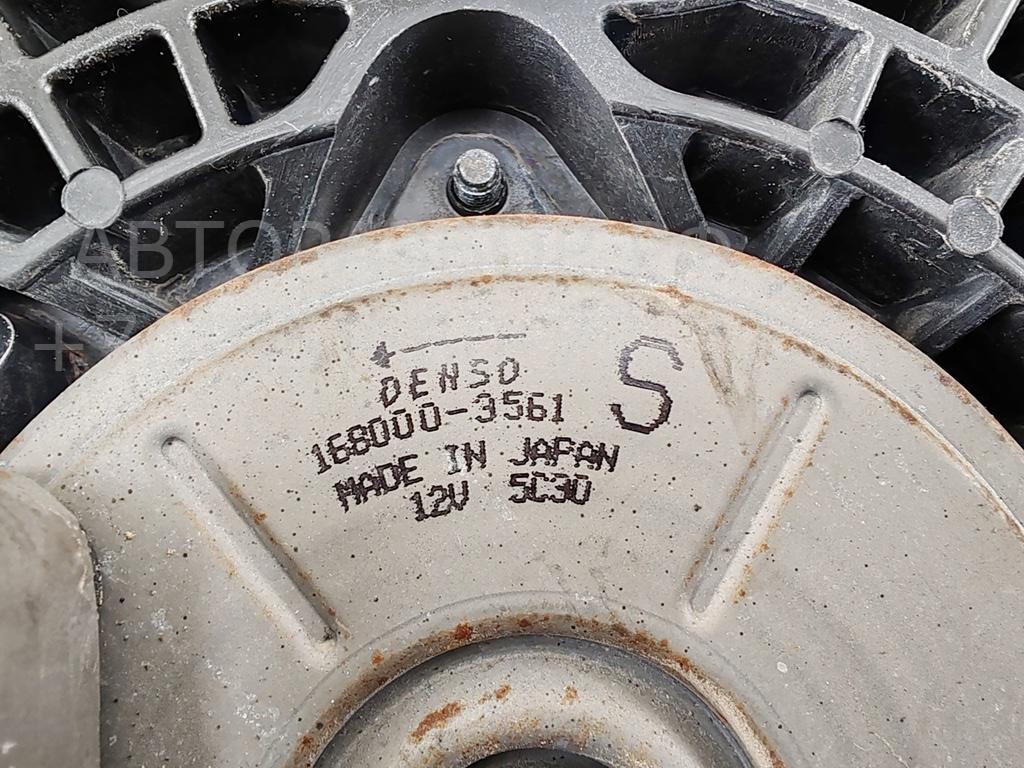 DENSO
168000-3561
S
MADE IN JAPAN
12V 5C30